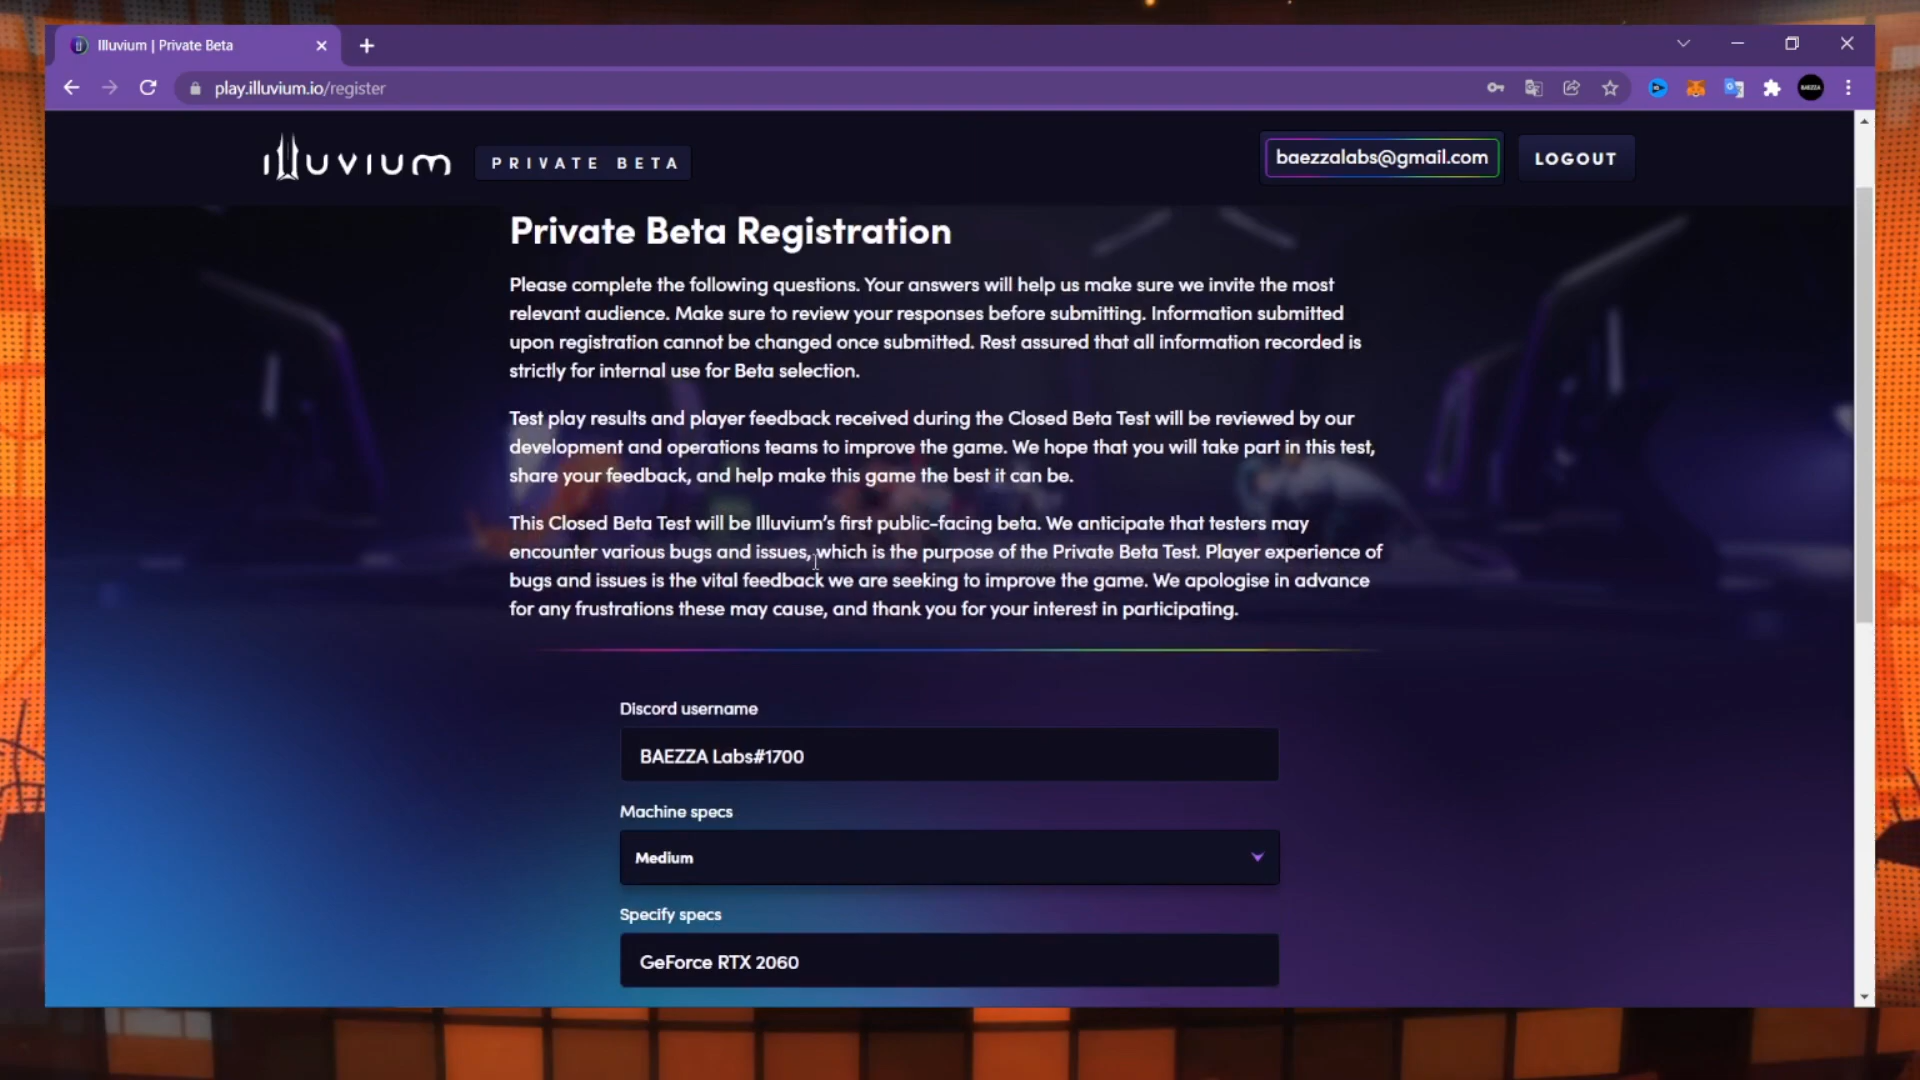 Illuvium | Private Beta
play.illuvium.io/register
BAEZZA
illuvium
PRIVATE BETA
baezzalabs@gmail.com
LOGOUT
Private Beta Registration
Please complete the following questions. Your answers will help us make sure we invite the most
relevant audience. Make sure to review your responses before submitting. Information submitted
upon registration cannot be changed once submitted. Rest assured that all information recorded is
strictly for internal use for Beta selection.
Test play results and player feedback received during the Closed Beta Test will be reviewed by our
development and operations teams to improve the game. We hope that you will take part in this test,
share your feedback, and help make this game the best it can be.
This Closed Beta Test will be Illuvium's first public-facing beta. We anticipate that testers may
encounter various bugs and issues, which is the purpose of the Private Beta Test. Player experience of
bugs and issues is the vital feedback we are seeking to improve the game. We apologise in advance
for any frustrations these may cause, and thank you for your interest in participating.
Discord username
BAEZZA Labs#1700
Machine specs
Medium
Specify specs
GeForce RTX 2060